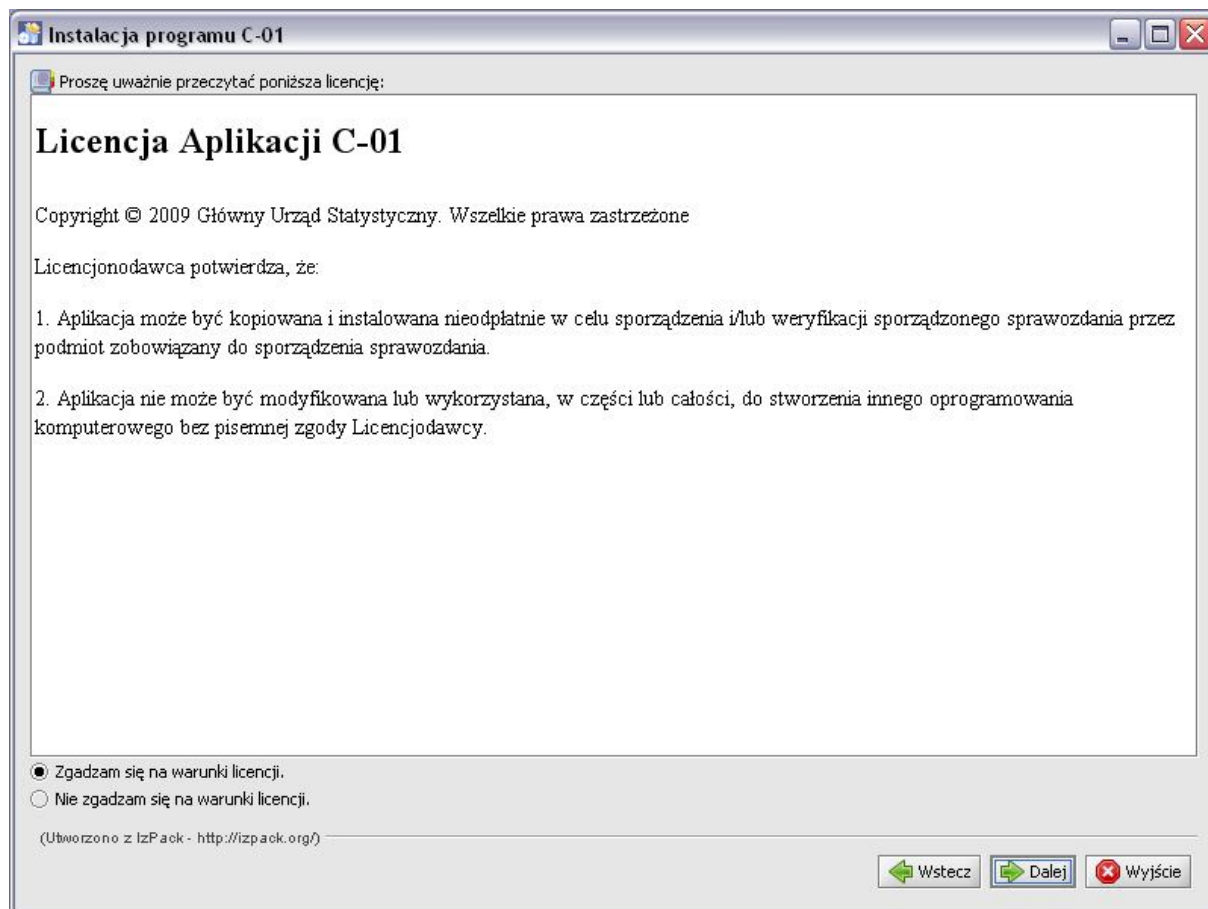 Instalacja programu C-01
Proszę uważnie przeczytać poniższa licencję:
Licencja Aplikacji C-01
Copyright © 2009 Główny Urząd Statystyczny. Wszelkie prawa zastrzeżone
Licencjonodawca potwierdza, że:
1. Aplikacja może być kopiowana i instalowana nieodpłatnie w celu sporządzenia i/lub weryfikacji sporządzonego sprawozdania przez
podmiot zobowiązany do sporządzenia sprawozdania.
2. Aplikacja nie może być modyfikowana lub wykorzystana, w części lub całości, do stworzenia innego oprogramowania
komputerowego bez pisemnej zgody Licencjodawcy.
Zgadzam się na warunki licencji.
Nie zgadzam się na warunki licencji.
(Utworzono z IzPack - http://izpack.org/)
Wstecz Dalej Wyjście